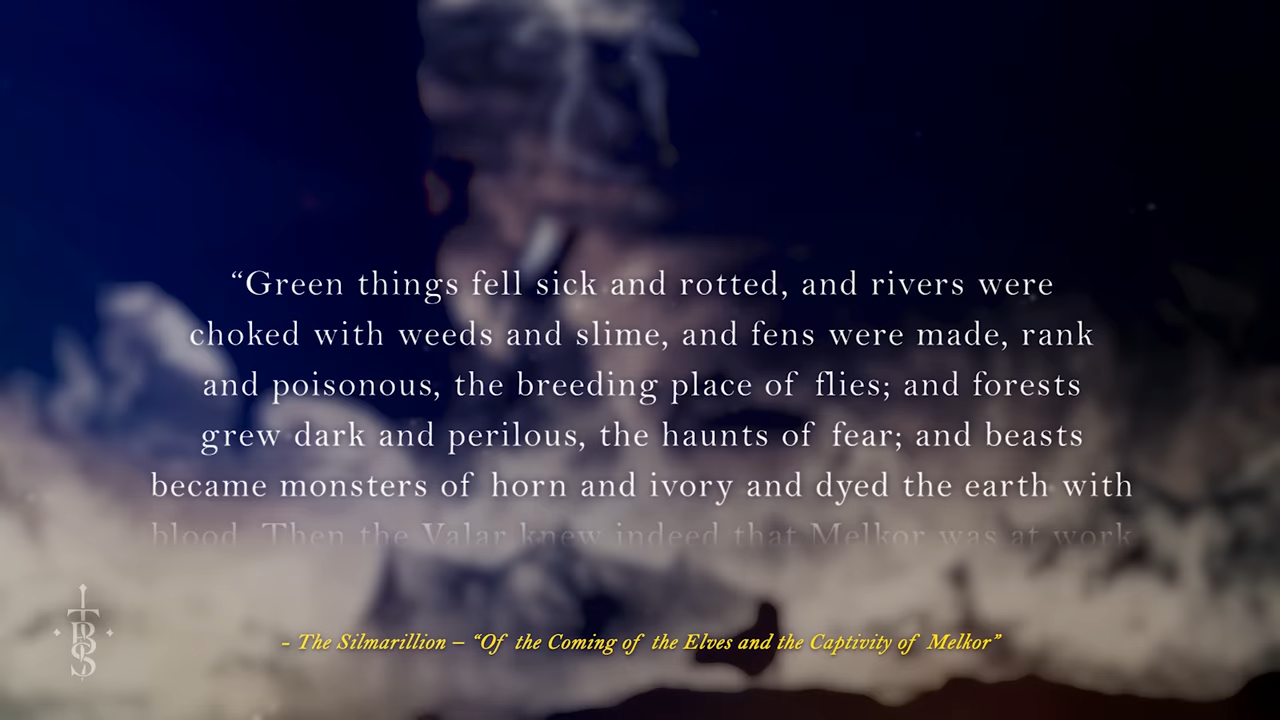 “Green things fell sick and rotted, and rivers were
choked with weeds and slime, and fens were made, rank
and poisonous, the breeding place of flies; and forests
grew dark and perilous, the haunts of fear; and beasts
became monsters of horn and ivory and dyed the earth with
blood. Then the Valar knew indeed that Melkor was at work
– The Silmarillion – “Of the Coming of the Elves and the Captivity of Melkor”
TBS